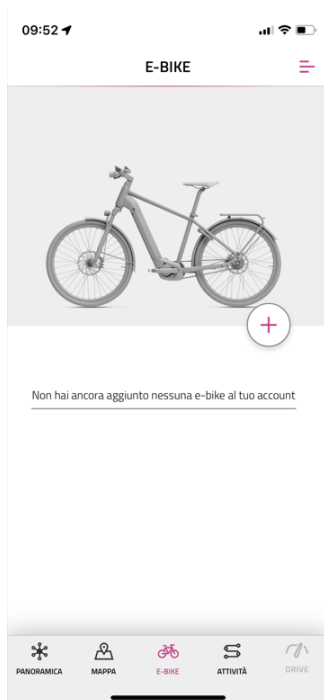 09:52
E-BIKE
Non hai ancora aggiunto nessuna e-bike al tuo account
PANORAMICA MAPPA E-BIKE ATTIVITÀ DRIVE